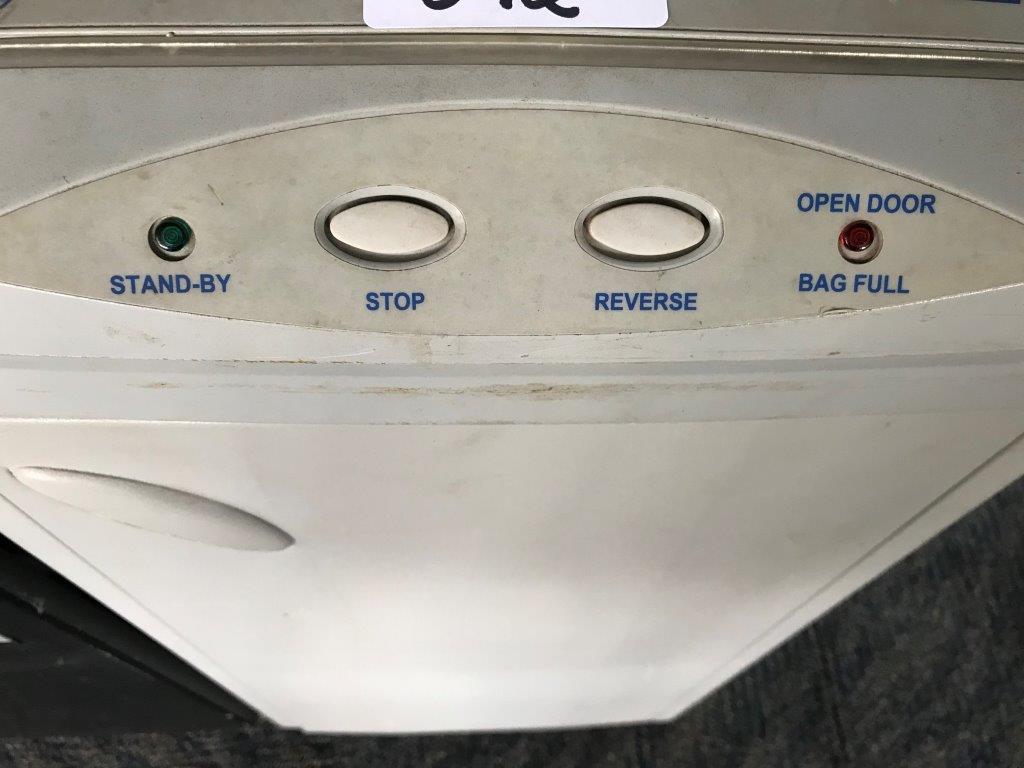 OPEN DOOR
STAND-BY
STOP
REVERSE
BAG FULL